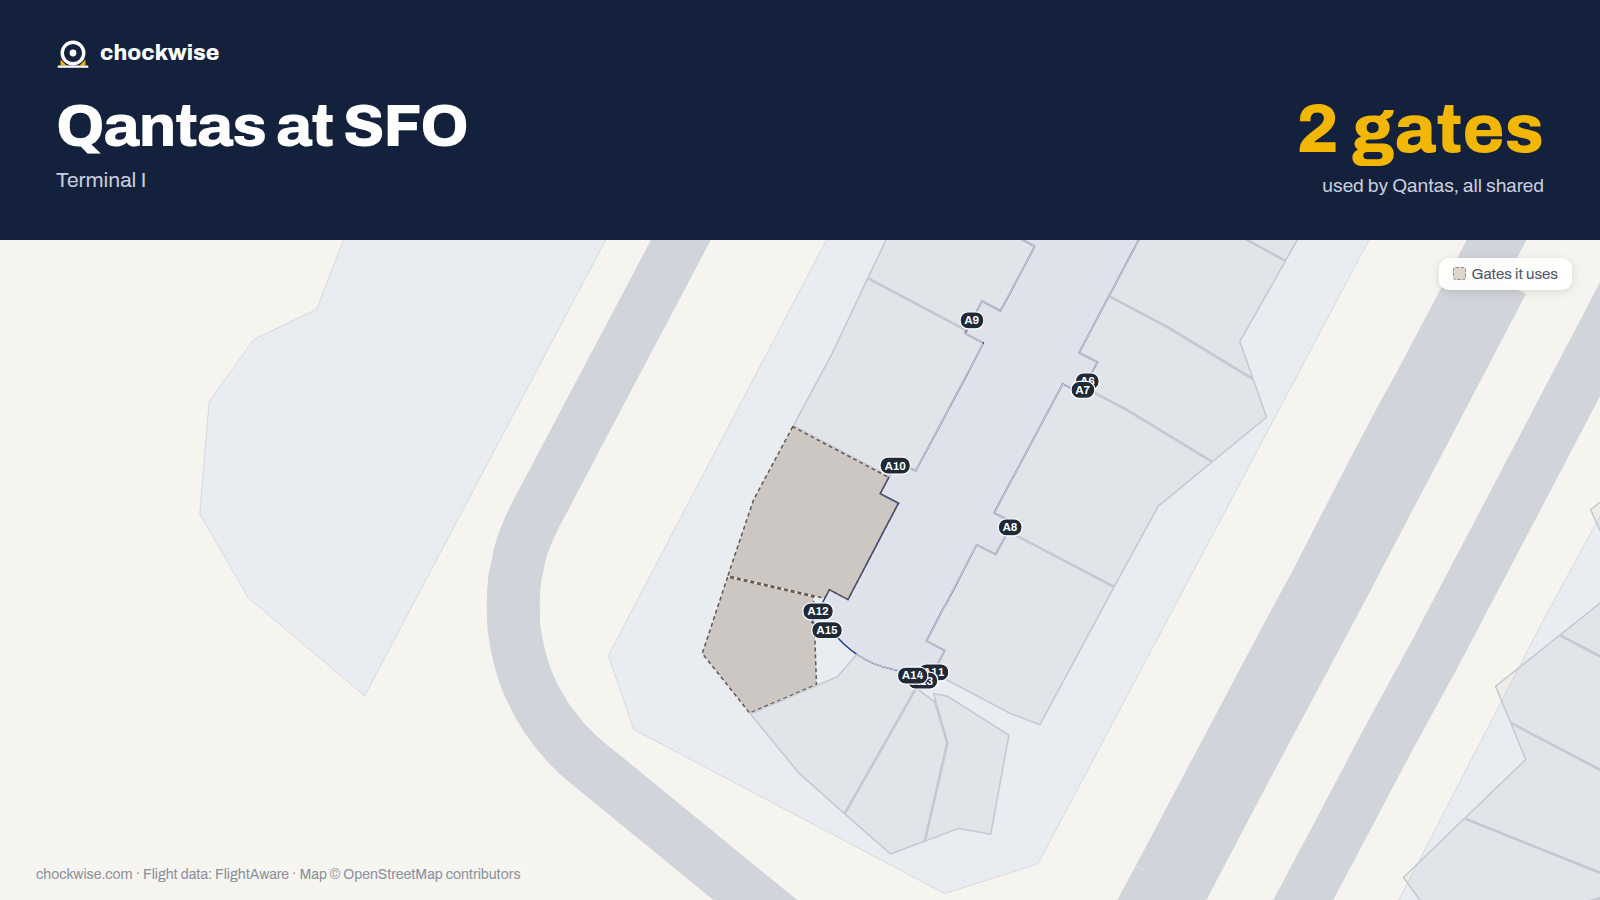 chockwise
Qantas at SFO
Terminal I
2 gates
used by Qantas, all shared
Gates it uses
A9
A7
A10
A8
A12
A15
A14
chockwise.com · Flight data: FlightAware · Map © OpenStreetMap contributors